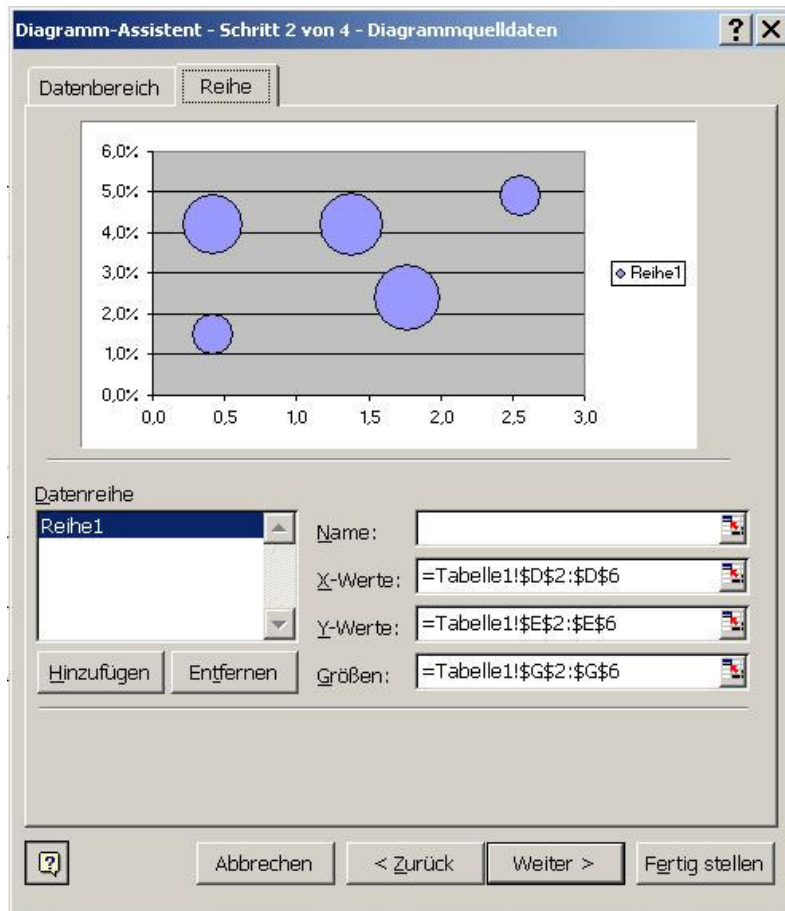 Diagramm-Assistent - Schritt 2 von 4 - Diagrammquelldaten
Datenbereich
Reihe
6,0%
5,0%
4,0%
3,0%
2,0%
1,0%
0,0%
0,0 0,5 1,0 1,5 2,0 2,5 3,0
Reihe1
Datenreihe
Reihe1
Name:
X-Werte: =Tabelle1!$D$2:$D$6
Y-Werte: =Tabelle1!$E$2:$E$6
Größen: =Tabelle1!$G$2:$G$6
Hinzufügen Entfernen
? Abbrechen < Zurück Weiter > Fertig stellen